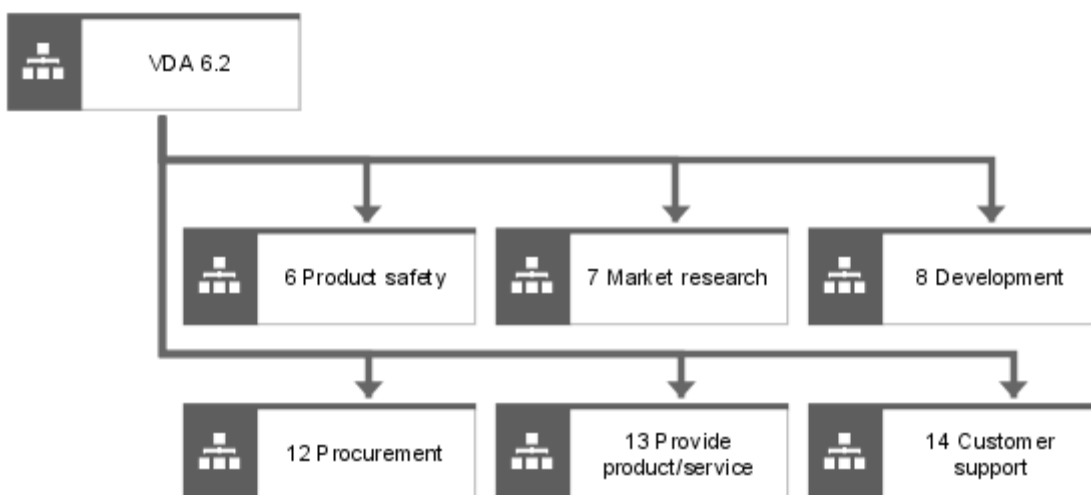 VDA 6.2
6 Product safety
7 Market research
8 Development
12 Procurement
13 Provide
product/service
14 Customer
support